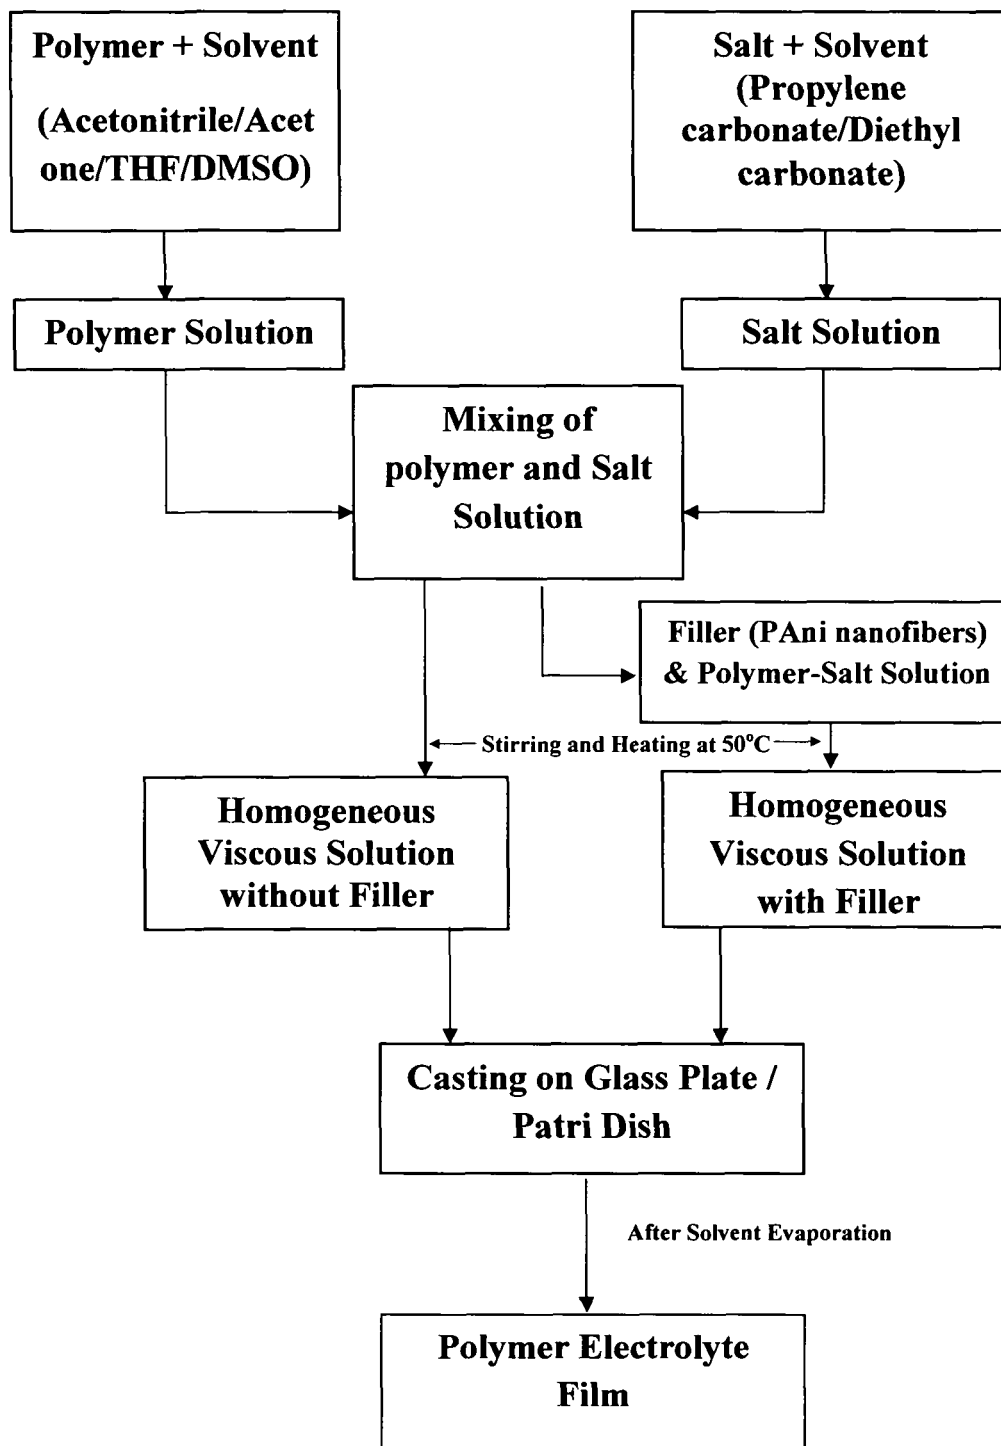 Polymer + Solvent
(Acetonitrile/Acet
one/THF/DMSO)
Salt + Solvent
(Propylene
carbonate/Diethyl
carbonate)
Polymer Solution
Salt Solution
Mixing of
polymer and Salt
Solution
Filler (PAni nanofibers)
& Polymer-Salt Solution
Stirring and Heating at 50°C
Homogeneous
Viscous Solution
without Filler
Homogeneous
Viscous Solution
with Filler
Casting on Glass Plate /
Patri Dish
After Solvent Evaporation
Polymer Electrolyte
Film